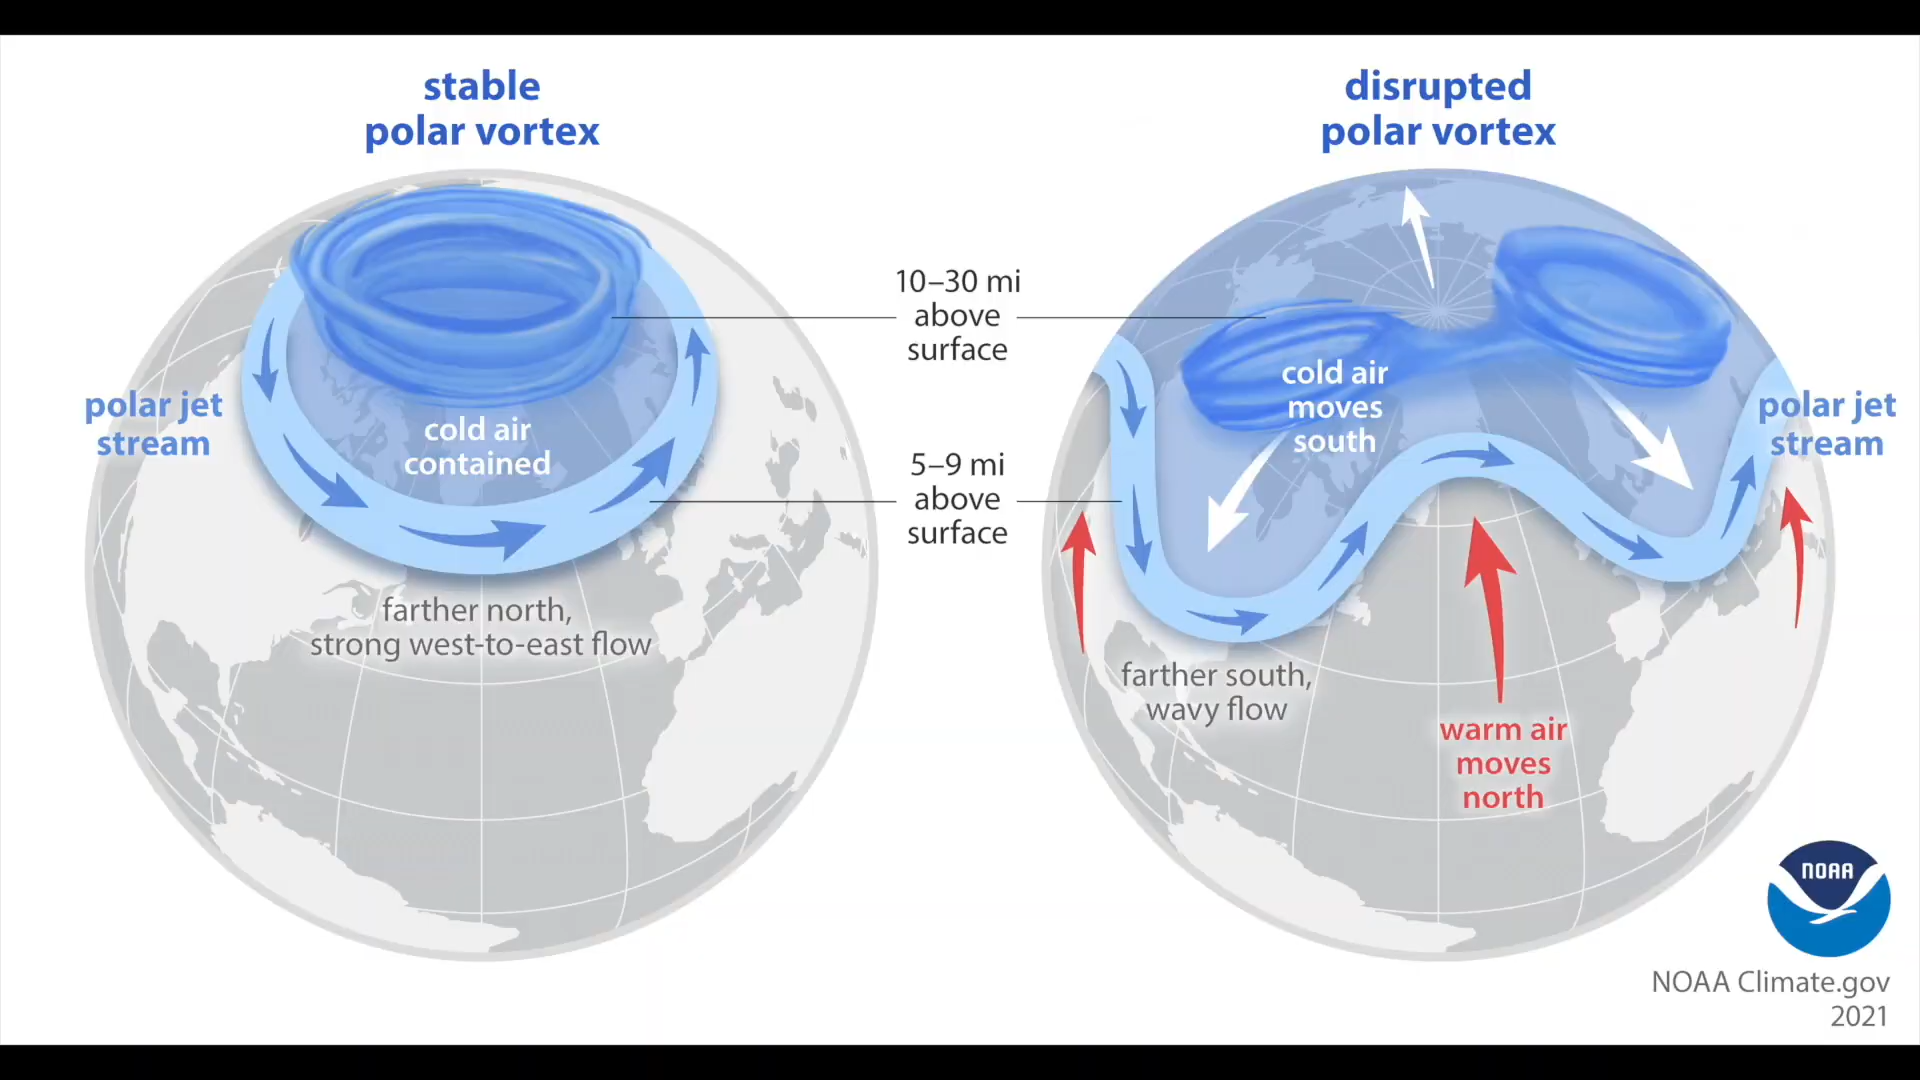 stable
polar vortex
disrupted
polar vortex
10–30 mi
above
surface
polar jet
stream
cold air
contained
5–9 mi
above
surface
farther north,
strong west-to-east flow
cold air
moves
south
polar jet
stream
farther south,
wavy flow
warm air
moves
north
NOAA
NOAA Climate.gov
2021